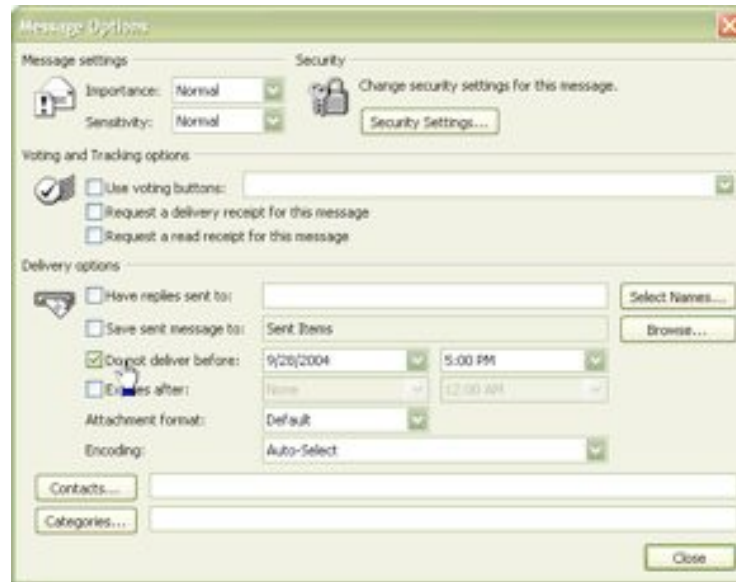 Message Options
Message settings Security
Importance: Normal Change security settings for this message.
Sensitivity: Normal Security Settings...
Voting and Tracking options
Use voting buttons:
Request a delivery receipt for this message
Request a read receipt for this message
Delivery options
Have replies sent to: Select Names...
Save sent message to: Sent Items Browse...
Do not deliver before: 9/28/2004 5:00 PM
after: None 12:00 AM
Attachment format: Default
Encoding: Auto-Select
Contacts...
Categories...
Close